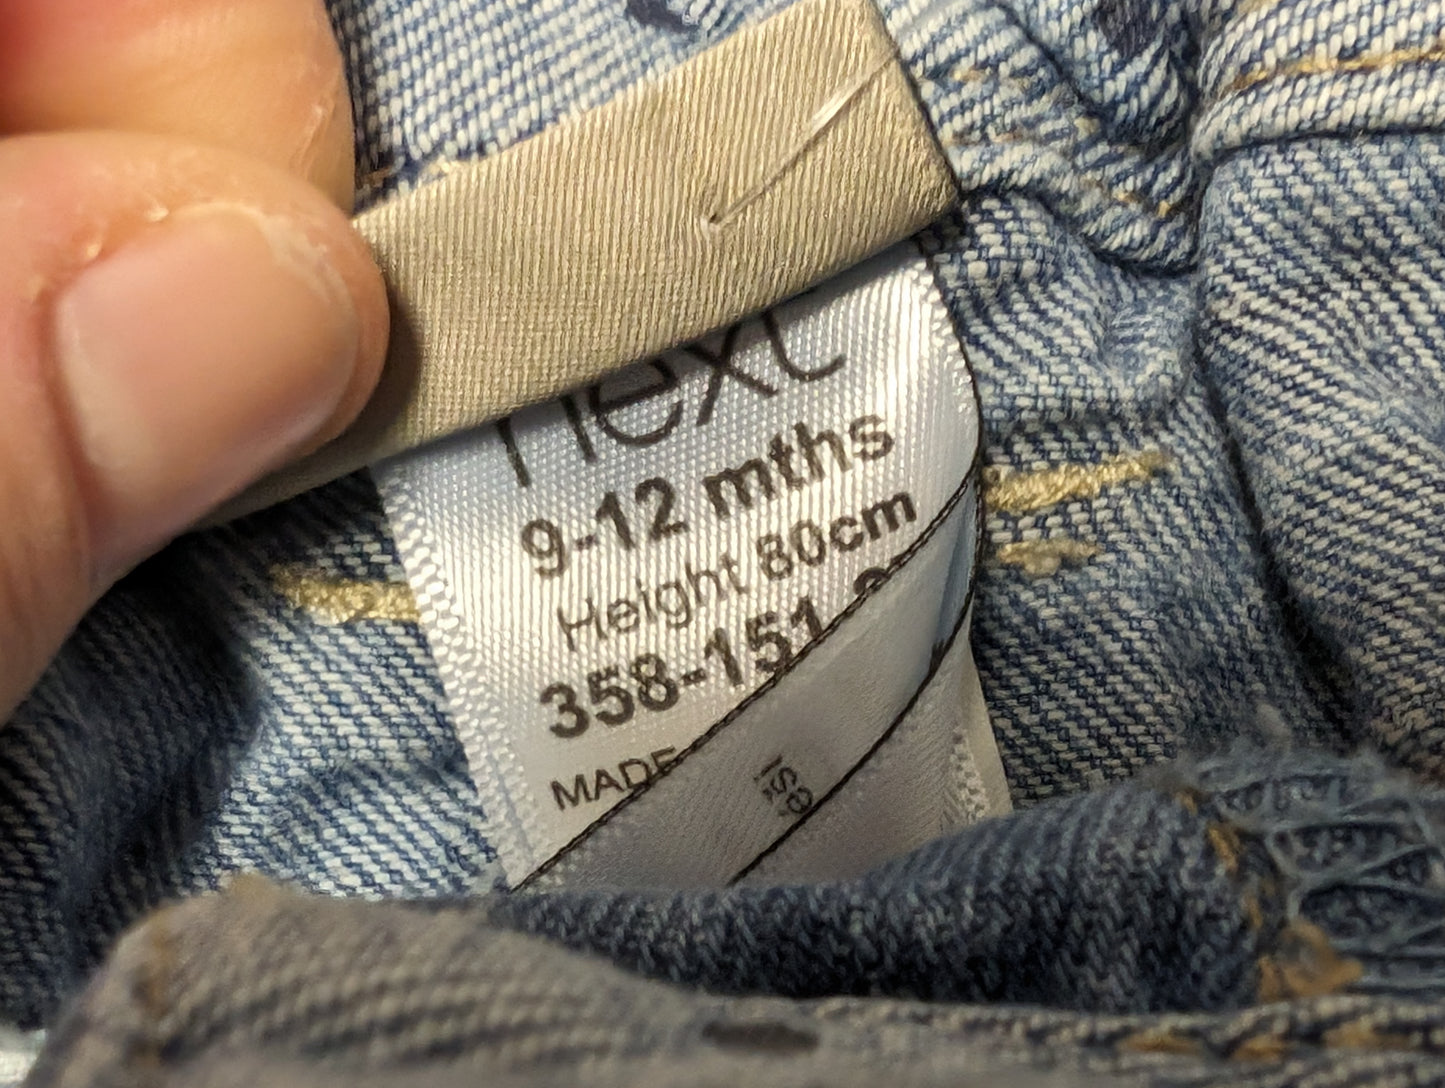 next
9-12 mths
Height 80cm
358-151
MADE